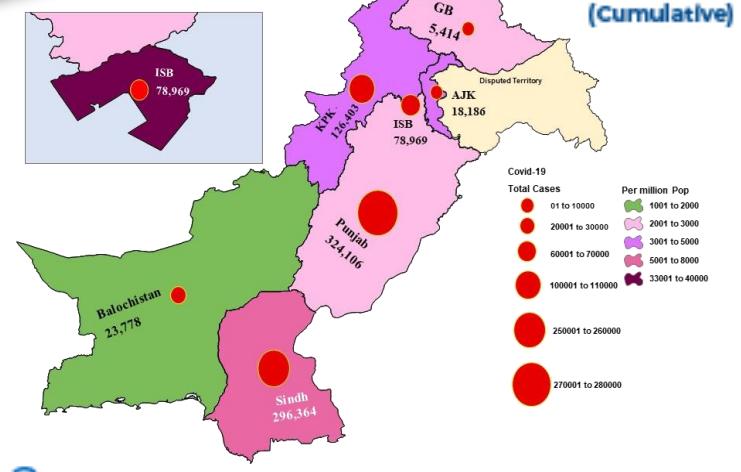 (Cumulative)
GB
5,414
ISB
78,969
Disputed Territory
AJK
18,186
KPK
126,403
ISB
78,969
Punjab
324,106
Balochistan
23,778
Sindh
296,364
Covid-19
Total Cases
01 to 10000
20001 to 30000
60001 to 70000
100001 to 110000
250001 to 260000
270001 to 280000
Per million Pop
1001 to 2000
2001 to 3000
3001 to 5000
5001 to 8000
33001 to 40000